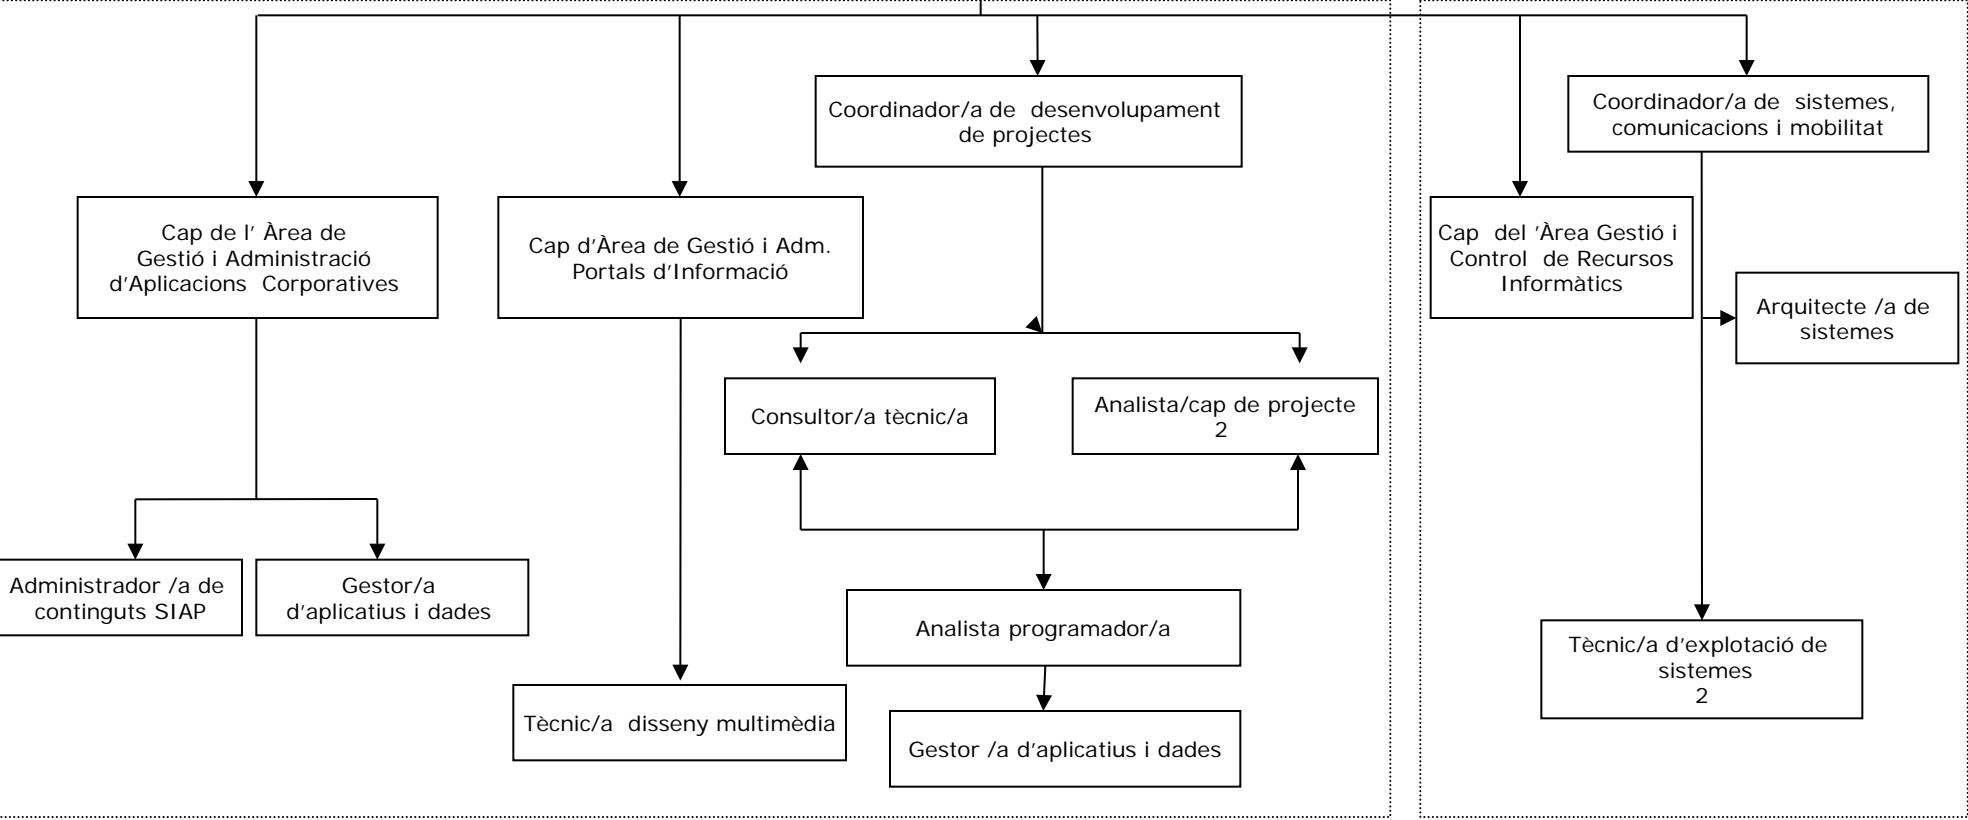 Coordinador/a de desenvolupament
de projectes
Coordinador/a de sistemes,
comunicacions i mobilitat
Cap de l’ Àrea de
Gestió i Administració
d’Aplicacions Corporatives
Cap d’Àrea de Gestió i Adm.
Portals d’Informació
Cap del ’Àrea Gestió i
Control de Recursos
Informàtics
Arquitecte /a de
sistemes
Consultor/a tècnic/a
Analista/cap de projecte
2
Administrador /a de
continguts SIAP
Gestor/a
d’aplicatius i dades
Analista programador/a
Tècnic/a d’explotació de
sistemes
2
Tècnic/a disseny multimèdia
Gestor /a d’aplicatius i dades